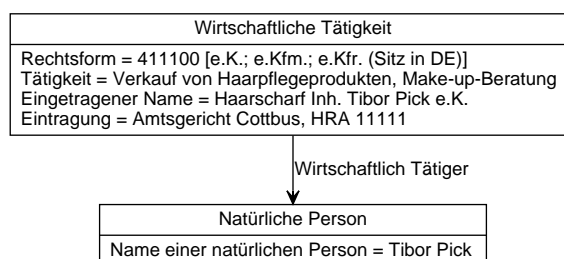 Wirtschaftliche Tätigkeit
Rechtsform = 411100 [e.K.; e.Kfm.; e.Kfr. (Sitz in DE)]
Tätigkeit = Verkauf von Haarpflegeprodukten, Make-up-Beratung
Eingetragener Name = Haarscharf Inh. Tibor Pick e.K.
Eintragung = Amtsgericht Cottbus, HRA 11111
Wirtschaftlich Tätiger
Natürliche Person
Name einer natürlichen Person = Tibor Pick